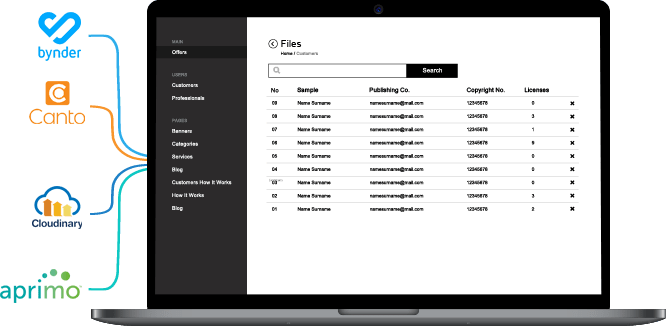 bynder
Canto
Cloudinary
aprimo
MAIN
Offers
USERS
Customers
Professionals
PAGES
Banners
Categories
Services
Blog
Customers How It Works
How It Works
Blog
Files
Home / Customers
Search
No Sample Publishing Co. Copyright No. Licenses
09 Name Surname namesurname@mail.com 12345678 0 ×
08 Name Surname namesurname@mail.com 12345678 3 ×
07 Name Surname namesurname@mail.com 12345678 1 ×
06 Name Surname namesurname@mail.com 12345678 5 ×
05 Name Surname namesurname@mail.com 12345678 0 ×
04 Name Surname namesurname@mail.com 12345678 0 ×
03 Name Surname namesurname@mail.com 12345678 0 ×
02 Name Surname namesurname@mail.com 12345678 3 ×
01 Name Surname namesurname@mail.com 12345678 2 ×